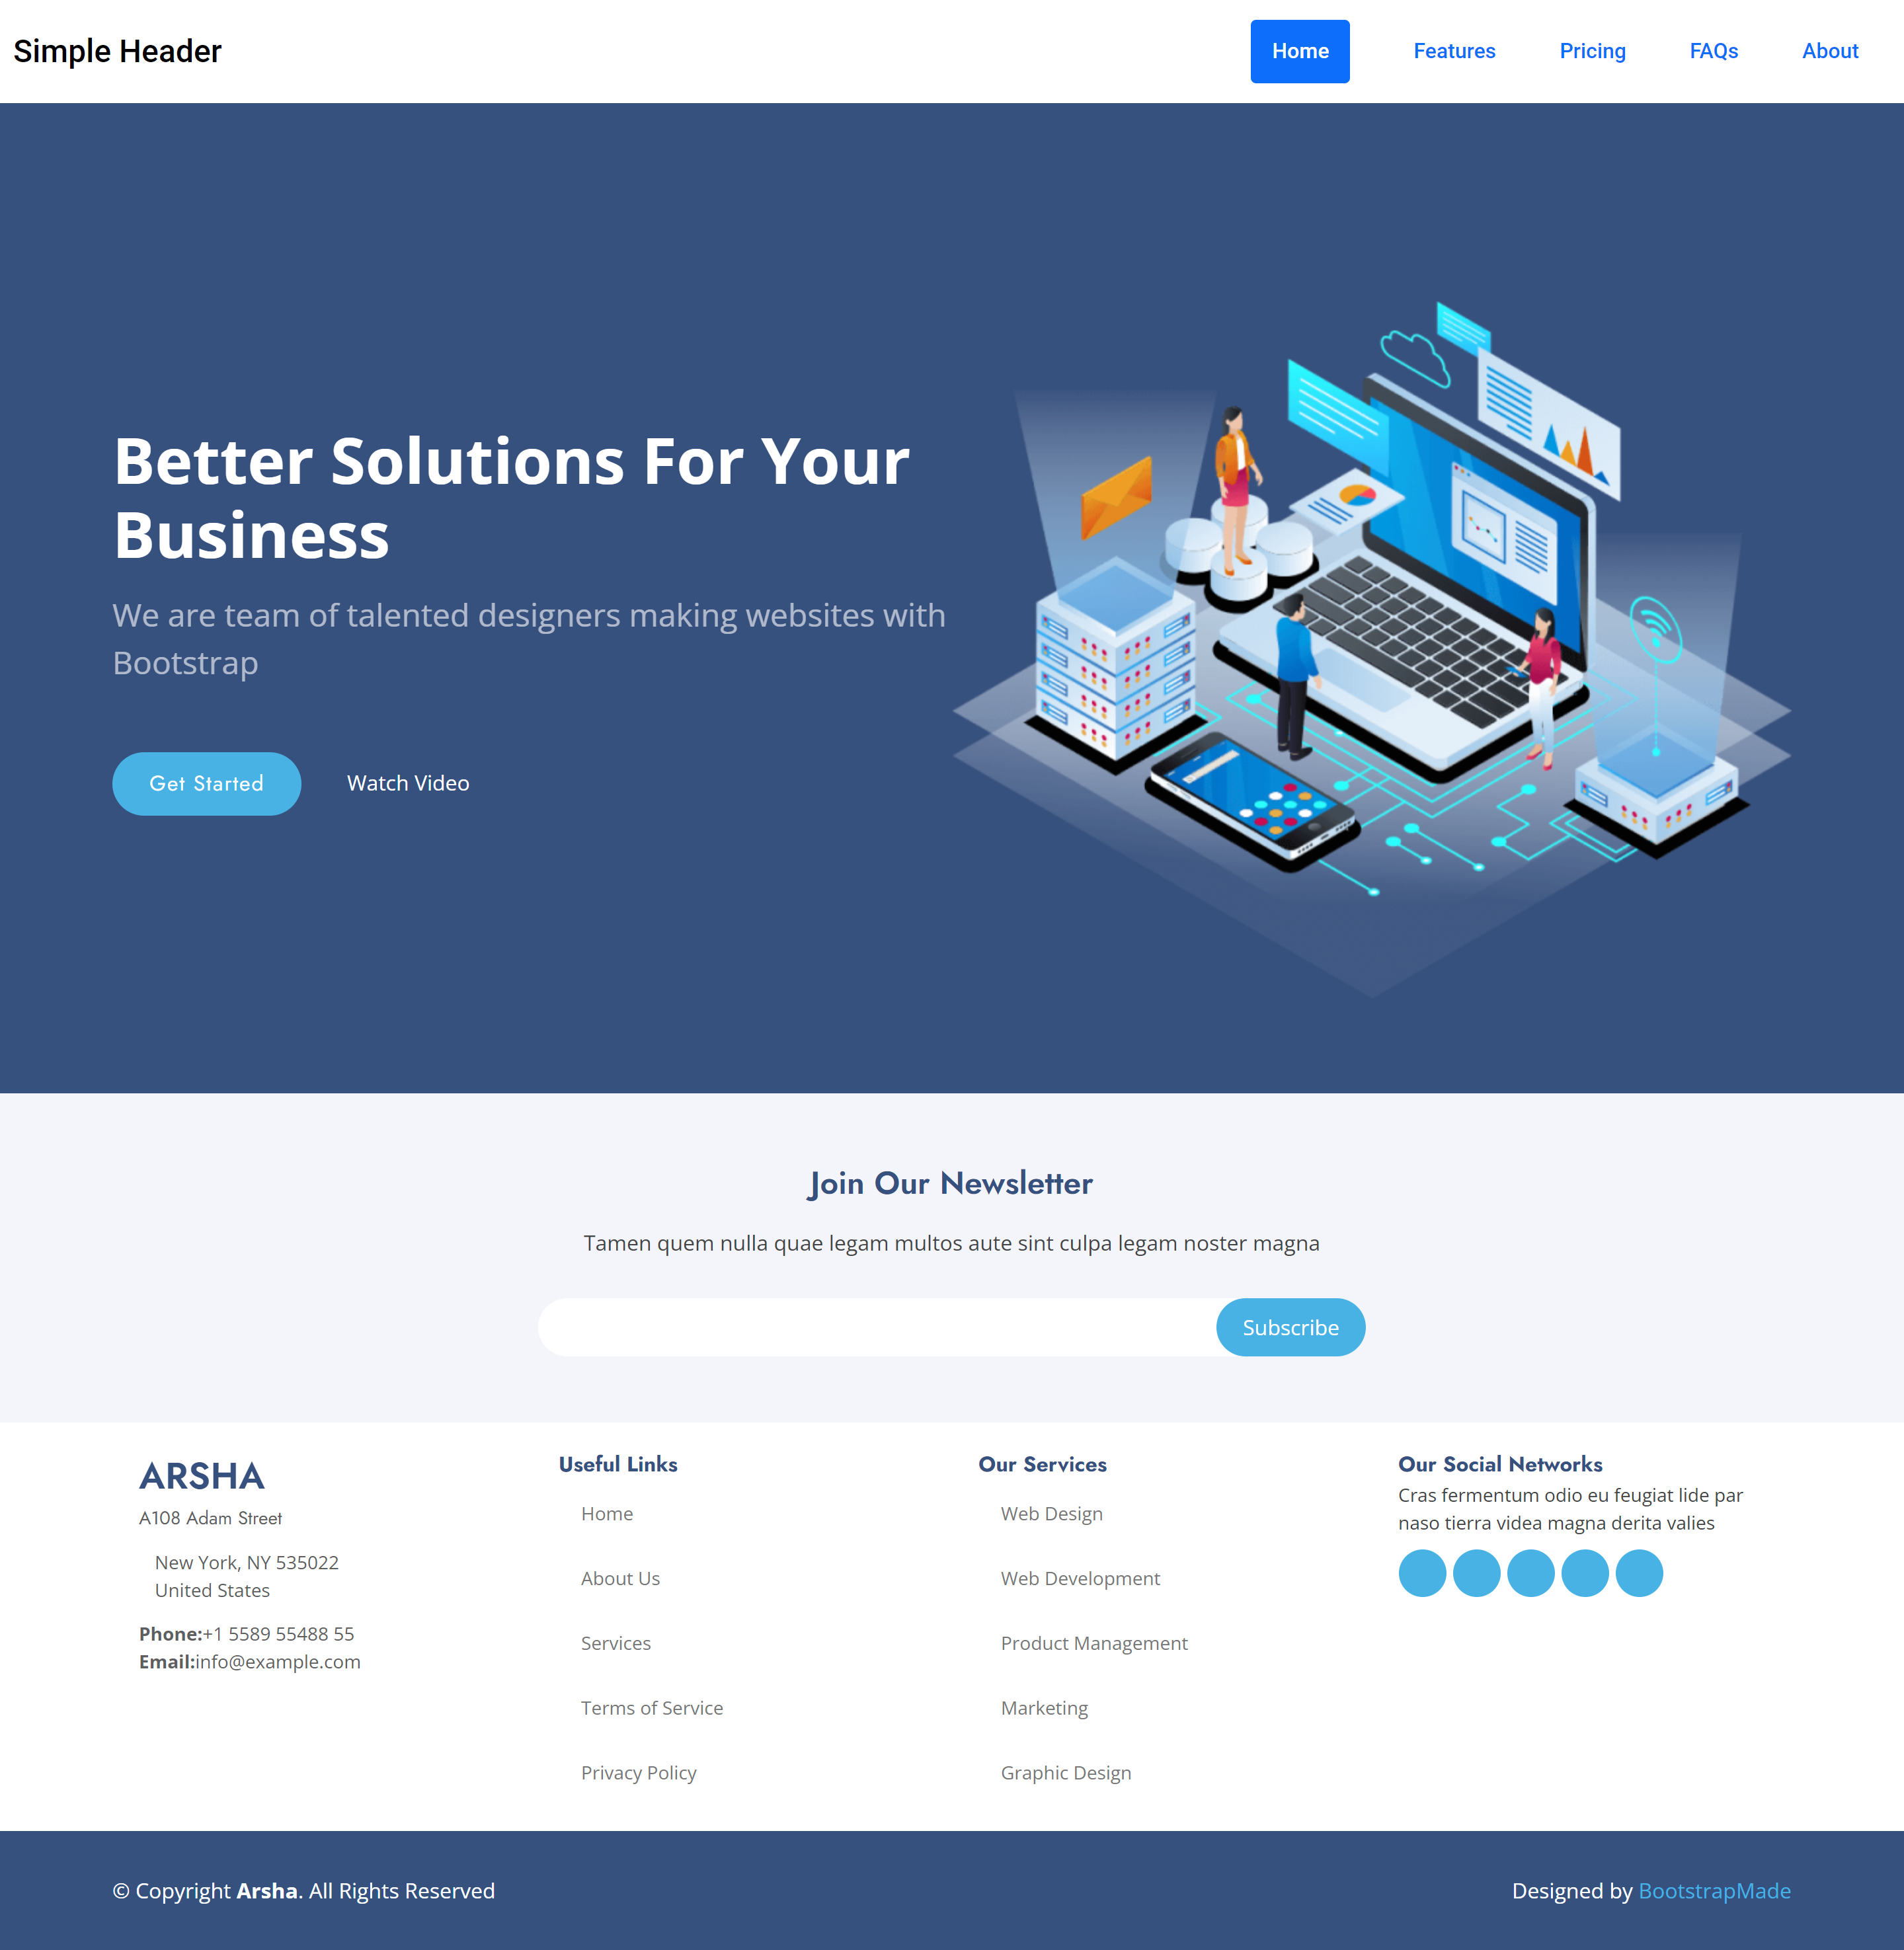 Simple Header
Home
Features
Pricing
FAQs
About
Better Solutions For Your
Business
We are team of talented designers making websites with
Bootstrap
Get Started
Watch Video
Join Our Newsletter
Tamen quem nulla quae legam multos aute sint culpa legam noster magna
Subscribe
ARSHA
A108 Adam Street
New York, NY 535022
United States
Phone:+1 5589 55488 55
Email:info@example.com
Useful Links
Home
About Us
Services
Terms of Service
Privacy Policy
Our Services
Web Design
Web Development
Product Management
Marketing
Graphic Design
Our Social Networks
Cras fermentum odio eu feugiat lide par
naso tierra videa magna derita valies
© Copyright Arsha. All Rights Reserved
Designed by BootstrapMade